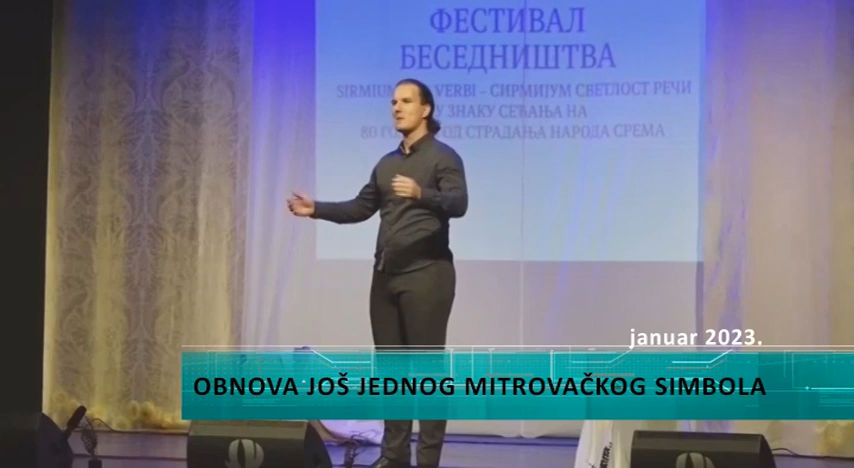 ФЕСТИВАЛ
БЕСЕДНИШТВА
SIRMIUM VERBI – СИРМИЈУМ СВЕТЛОСТ РЕЧИ
У ЗНАКУ СЕЋАЊА НА
80 ОД СТРАДАЊА НАРОДА СРЕМА
januar 2023.
OBNOVA JOŠ JEDNOG MITROVAČKOG SIMBOLA